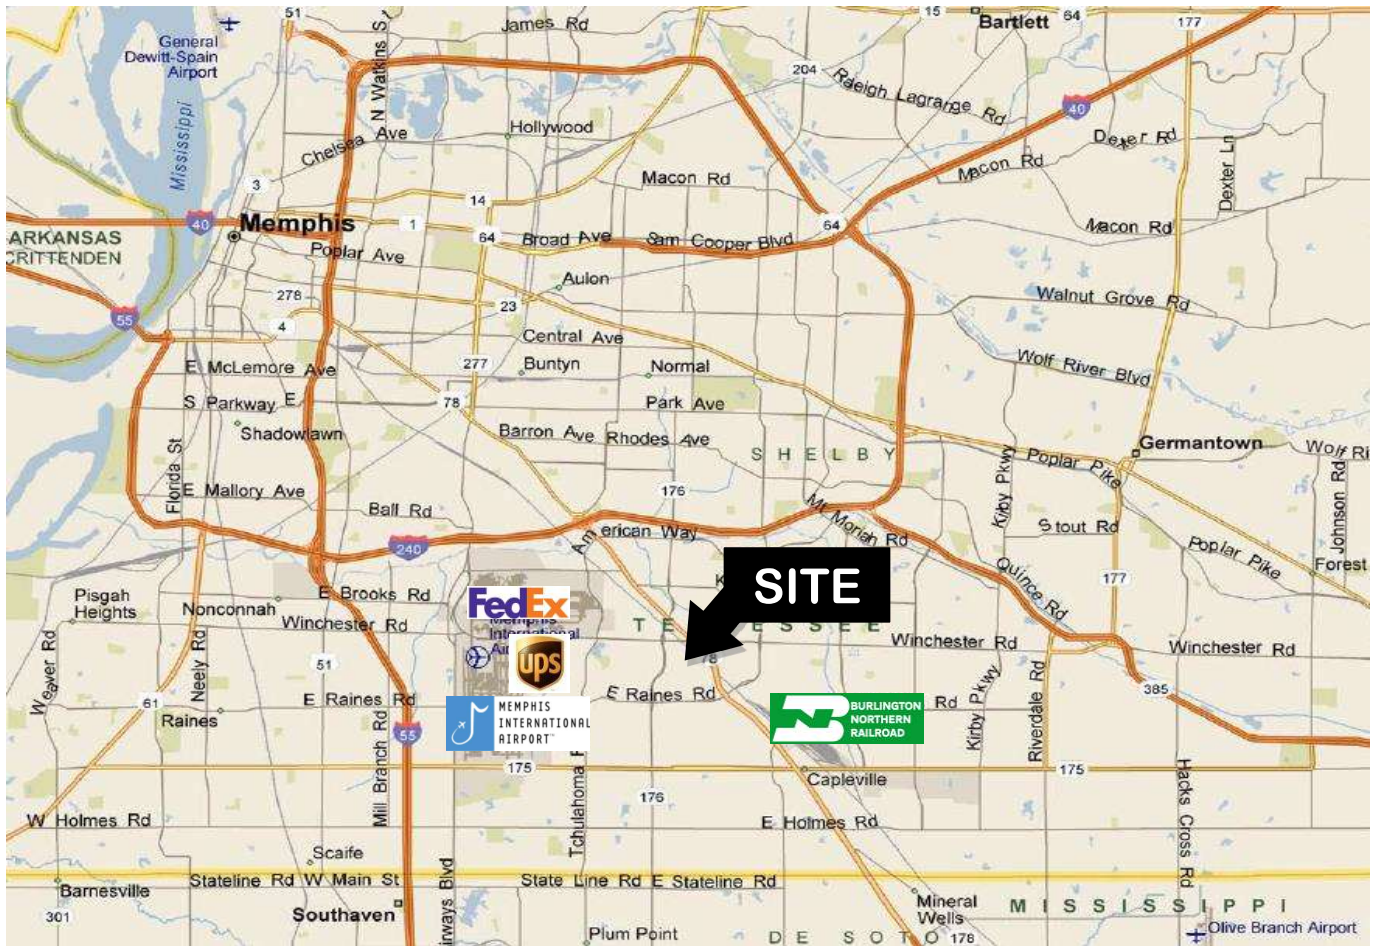 51
James Rd
15
Bartlett
64
177
General
Dewitt-Spain
Airport
N Watkins S
204
Raleigh Lagrange Rd
40
Mississippi
Chelsea Ave
Hollywood
Dexter Rd
Macon Rd
Dexter Ln
3
Macon Rd
14
40
Memphis
1
64
Broad Ave
Sam Cooper Blvd
64
Macon Rd
ARKANSAS
CRITTENDEN
Poplar Ave
Aulon
278
23
Walnut Grove Rd
55
4
Central Ave
E McLemore Ave
277
Buntyn
Normal
Wolf River Blvd
S Parkway E
78
Park Ave
Shadowlawn
Barron Ave
Rhodes Ave
SHELBY
Germantown
Wolf Ri
Florida St
Poplar Pike
Kirby Pkwy
Johnson Rd
E Mallory Ave
176
Ball Rd
Mt Moriah Rd
Stout Rd
American Way
240
Poplar Pike
Forest
SITE
Quince Rd
177
Pisgah
Heights
Nonconnah
E Brooks Rd
FedEx
Memphis
International
Air
Winchester Rd
TE ESSEE
Winchester Rd
Winchester Rd
ups
Weaver Rd
Neely Rd
51
78
Kirby Pkwy
Riverdale Rd
385
61
E Raines Rd
E Raines Rd
Rd
Raines
MEMPHIS
INTERNATIONAL
AIRPORT
BURLINGTON
NORTHERN
RAILROAD
55
Mill Branch Rd
175
Tchulahoma R
Capleville
175
Hacks Cross Rd
176
W Holmes Rd
E Holmes Rd
Scaife
Stateline Rd W
Main St
State Line Rd E
Stateline Rd
Barnesville
irways Blvd
Mineral
Wells
MISSISSIPPI
301
Southaven
Plum Point
DE SOTO
178
Olive Branch Airport